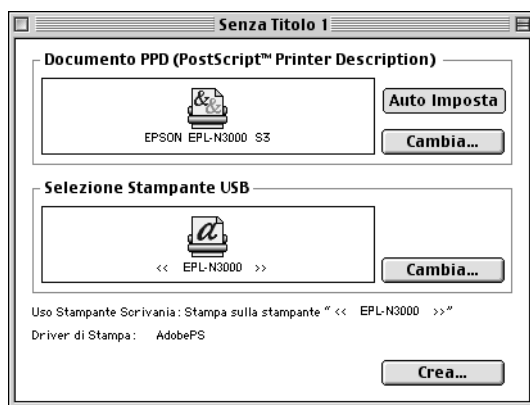 Senza Titolo 1
Documento PPD (PostScript™ Printer Description)
EPSON EPL-N3000 S3
Auto Imposta
Cambia...
Selezione Stampante USB
<< EPL-N3000 >>
Cambia...
Uso Stampante Scrivania: Stampa sulla stampante " << EPL-N3000 >>"
Driver di Stampa: AdobePS
Crea...